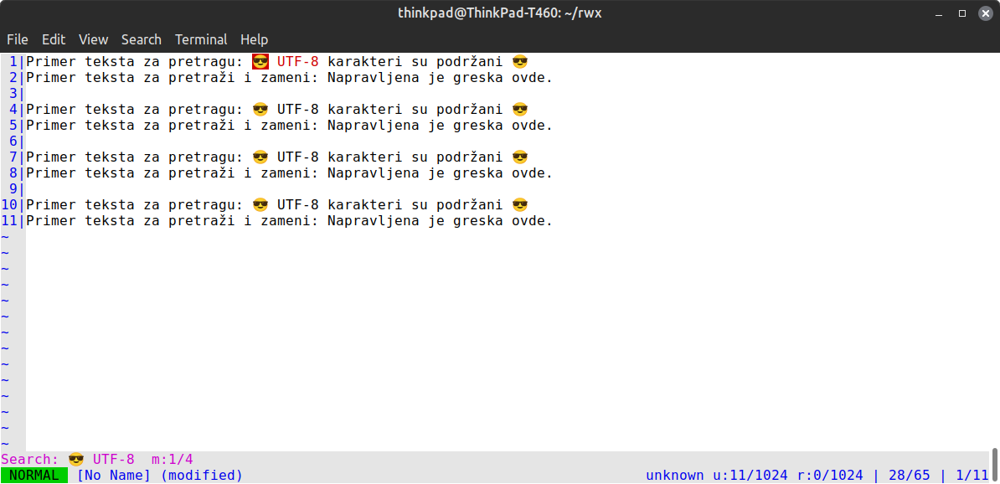 thinkpad@ThinkPad-T460: ~/rwx
File Edit View Search Terminal Help
1|Primer teksta za pretragu: 😎 UTF-8 karakteri su podržani 😎
2|Primer teksta za pretraži i zameni: Napravljena je greska ovde.
3|
4|Primer teksta za pretragu: 😎 UTF-8 karakteri su podržani 😎
5|Primer teksta za pretraži i zameni: Napravljena je greska ovde.
6|
7|Primer teksta za pretragu: 😎 UTF-8 karakteri su podržani 😎
8|Primer teksta za pretraži i zameni: Napravljena je greska ovde.
9|
10|Primer teksta za pretragu: 😎 UTF-8 karakteri su podržani 😎
11|Primer teksta za pretraži i zameni: Napravljena je greska ovde.
~
~
~
~
~
~
~
~
~
~
~
~
~
~
Search: 😎 UTF-8  m:1/4
NORMAL [No Name] (modified) unknown u:11/1024 r:0/1024 | 28/65 | 1/11